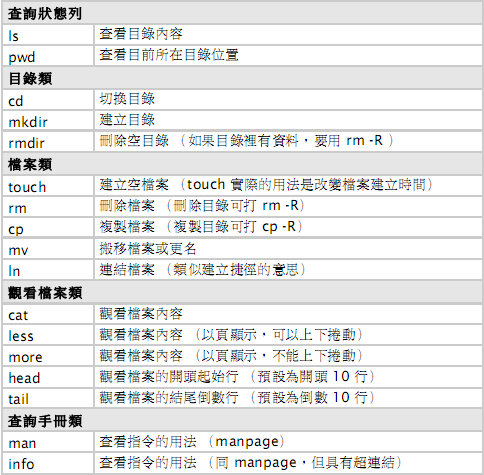 查詢狀態列
ls 查看目錄內容
pwd 查看目前所在目錄位置
目錄類
cd 切換目錄
mkdir 建立目錄
rmdir 刪除空目錄 （如果目錄裡有資料，要用 rm -R ）
檔案類
touch 建立空檔案 （touch 實際的用法是改變檔案建立時間）
rm 刪除檔案 （刪除目錄可打 rm -R）
cp 複製檔案 （複製目錄可打 cp -R）
mv 搬移檔案或更名
ln 連結檔案 （類似建立捷徑的意思）
觀看檔案類
cat 觀看檔案內容
less 觀看檔案內容 （以頁顯示，可以上下捲動）
more 觀看檔案內容 （以頁顯示，不能上下捲動）
head 觀看檔案的開頭起始行 （預設為開頭 10 行）
tail 觀看檔案的結尾倒數行 （預設為倒數 10 行）
查詢手冊類
man 查看指令的用法 （manpage）
info 查看指令的用法 （同 manpage，但具有超連結）